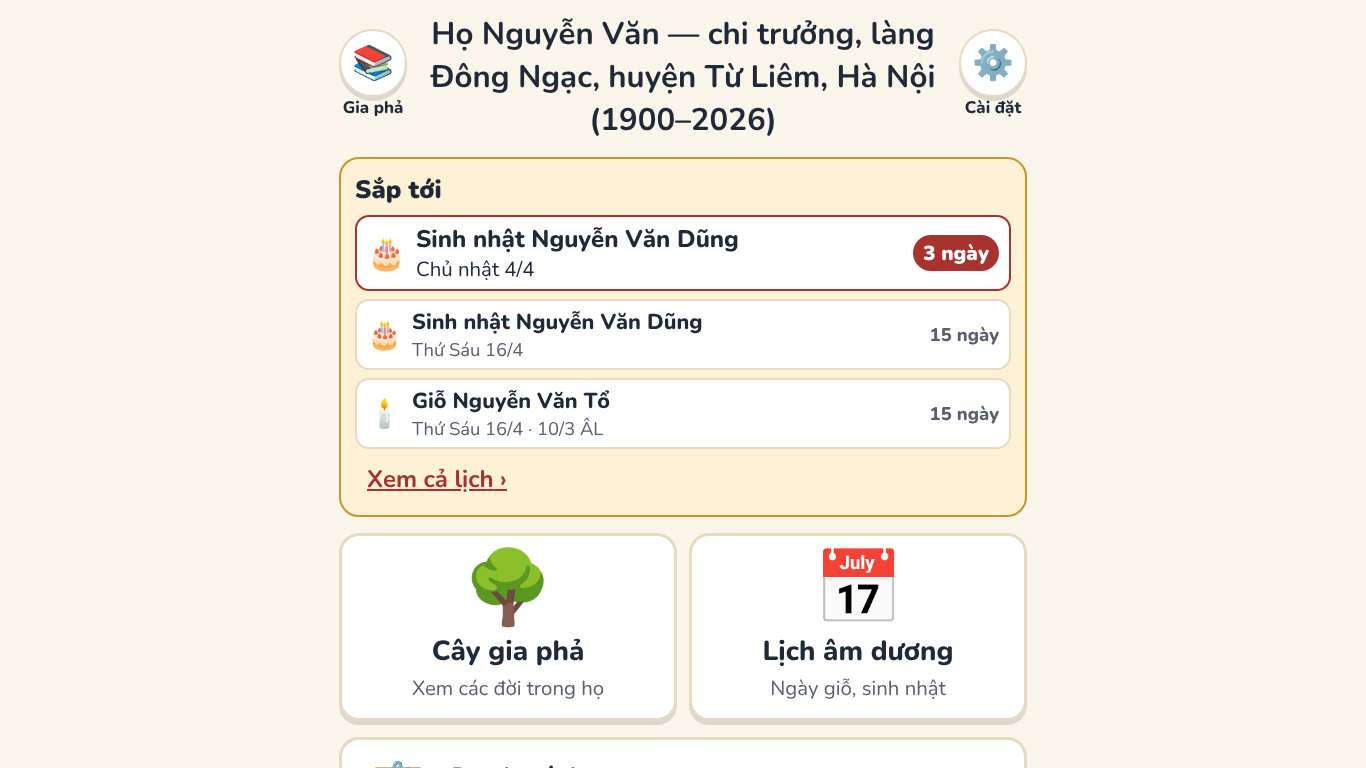 Họ Nguyễn Văn — chi trưởng, làng
Đông Ngạc, huyện Từ Liêm, Hà Nội
(1900–2026)
Gia phả
Cài đặt
Sắp tới
Sinh nhật Nguyễn Văn Dũng
Chủ nhật 4/4
3 ngày
Sinh nhật Nguyễn Văn Dũng
Thứ Sáu 16/4
15 ngày
Giỗ Nguyễn Văn Tổ
Thứ Sáu 16/4 · 10/3 ÂL
15 ngày
Xem cả lịch ›
July
17
Cây gia phả
Xem các đời trong họ
Lịch âm dương
Ngày giỗ, sinh nhật